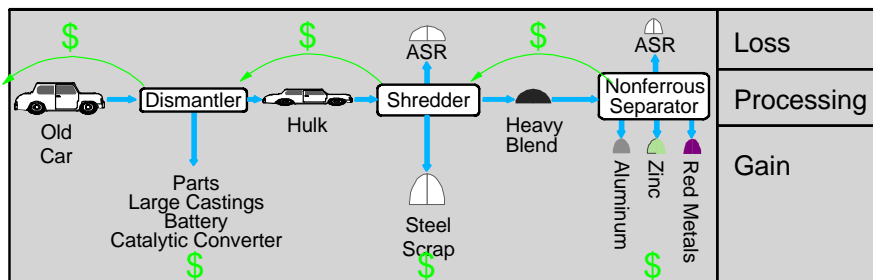 $
$
$
ASR
ASR
Loss
Dismantler
Shredder
Nonferrous
Separator
Processing
Old
Car
Hulk
Heavy
Blend
Parts
Large Castings
Battery
Catalytic Converter
Steel
Scrap
Aluminum
Zinc
Red Metals
Gain
$
$
$